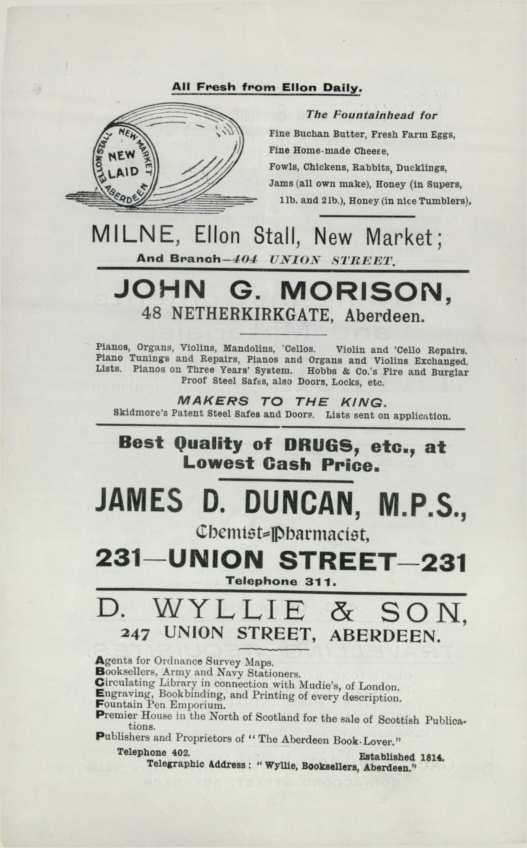 All Fresh from Ellon Daily.
ELLON STALL NEW MARKET
NEW
LAID
ABERDEEN
The Fountainhead for
Fine Buchan Butter, Fresh Farm Eggs,
Fine Home-made Cheese,
Fowls, Chickens, Rabbits, Ducklings,
Jams (all own make), Honey (in Supers,
1lb. and 2lb.), Honey (in nice Tumblers).
MILNE, Ellon Stall, New Market;
And Branch—404 UNION STREET.
JOHN G. MORISON,
48 NETHERKIRKGATE, Aberdeen.
Pianos, Organs, Violins, Mandolins, 'Cellos. Violin and 'Cello Repairs.
Piano Tunings and Repairs, Pianos and Organs and Violins Exchanged.
Lists. Pianos on Three Years' System. Hobbs & Co.'s Fire and Burglar
Proof Steel Safes, also Doors, Locks, etc.
MAKERS TO THE KING.
Skidmore's Patent Steel Safes and Doors. Lists sent on application.
Best Quality of DRUGS, etc., at
Lowest Cash Price.
JAMES D. DUNCAN, M.P.S.,
Chemist=Pharmacist,
231—UNION STREET—231
Telephone 311.
D. WYLLIE & SON,
247 UNION STREET, ABERDEEN.
Agents for Ordnance Survey Maps.
Booksellers, Army and Navy Stationers.
Circulating Library in connection with Mudie's, of London.
Engraving, Bookbinding, and Printing of every description.
Fountain Pen Emporium.
Premier House in the North of Scotland for the sale of Scottish Publica-
tions.
Publishers and Proprietors of "The Aberdeen Book-Lover."
Telephone 402. Established 1814.
Telegraphic Address: "Wyllie, Booksellers, Aberdeen."